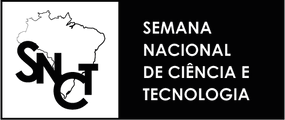 SNCT
SEMANA
NACIONAL
DE CIÊNCIA E
TECNOLOGIA